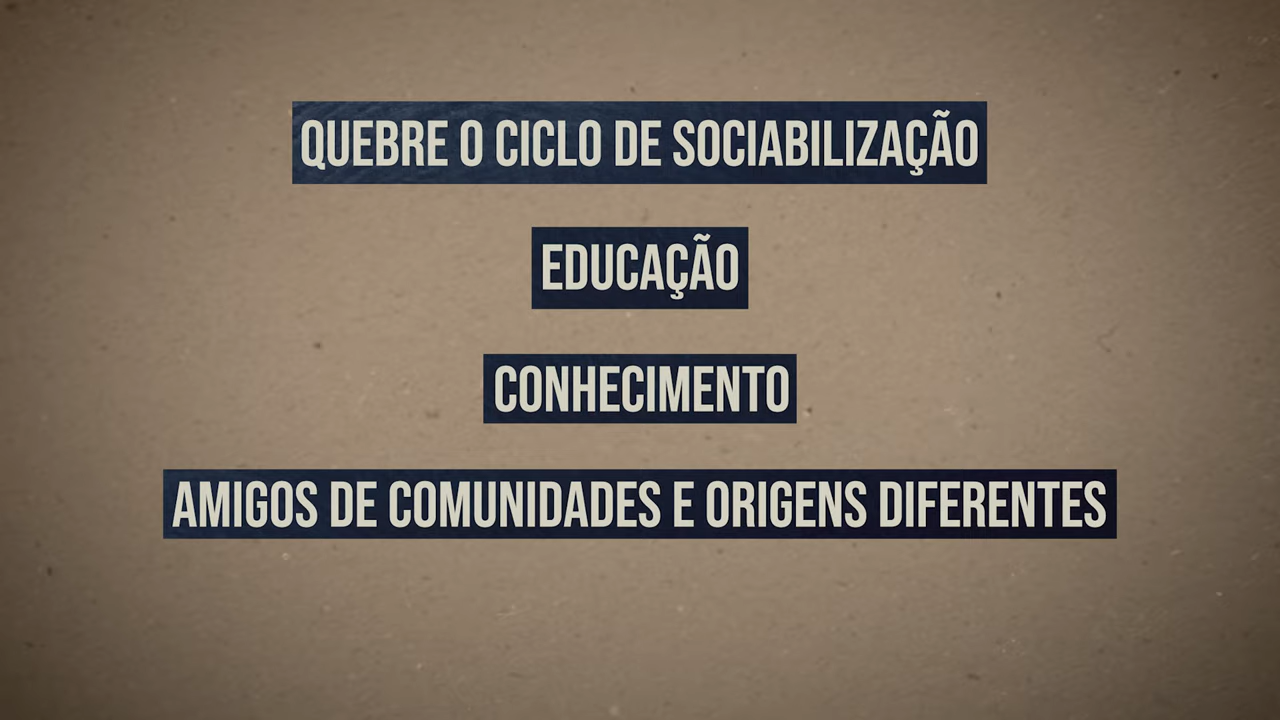 QUEBRE O CICLO DE SOCIABILIZAÇÃO
EDUCAÇÃO
CONHECIMENTO
AMIGOS DE COMUNIDADES E ORIGENS DIFERENTES